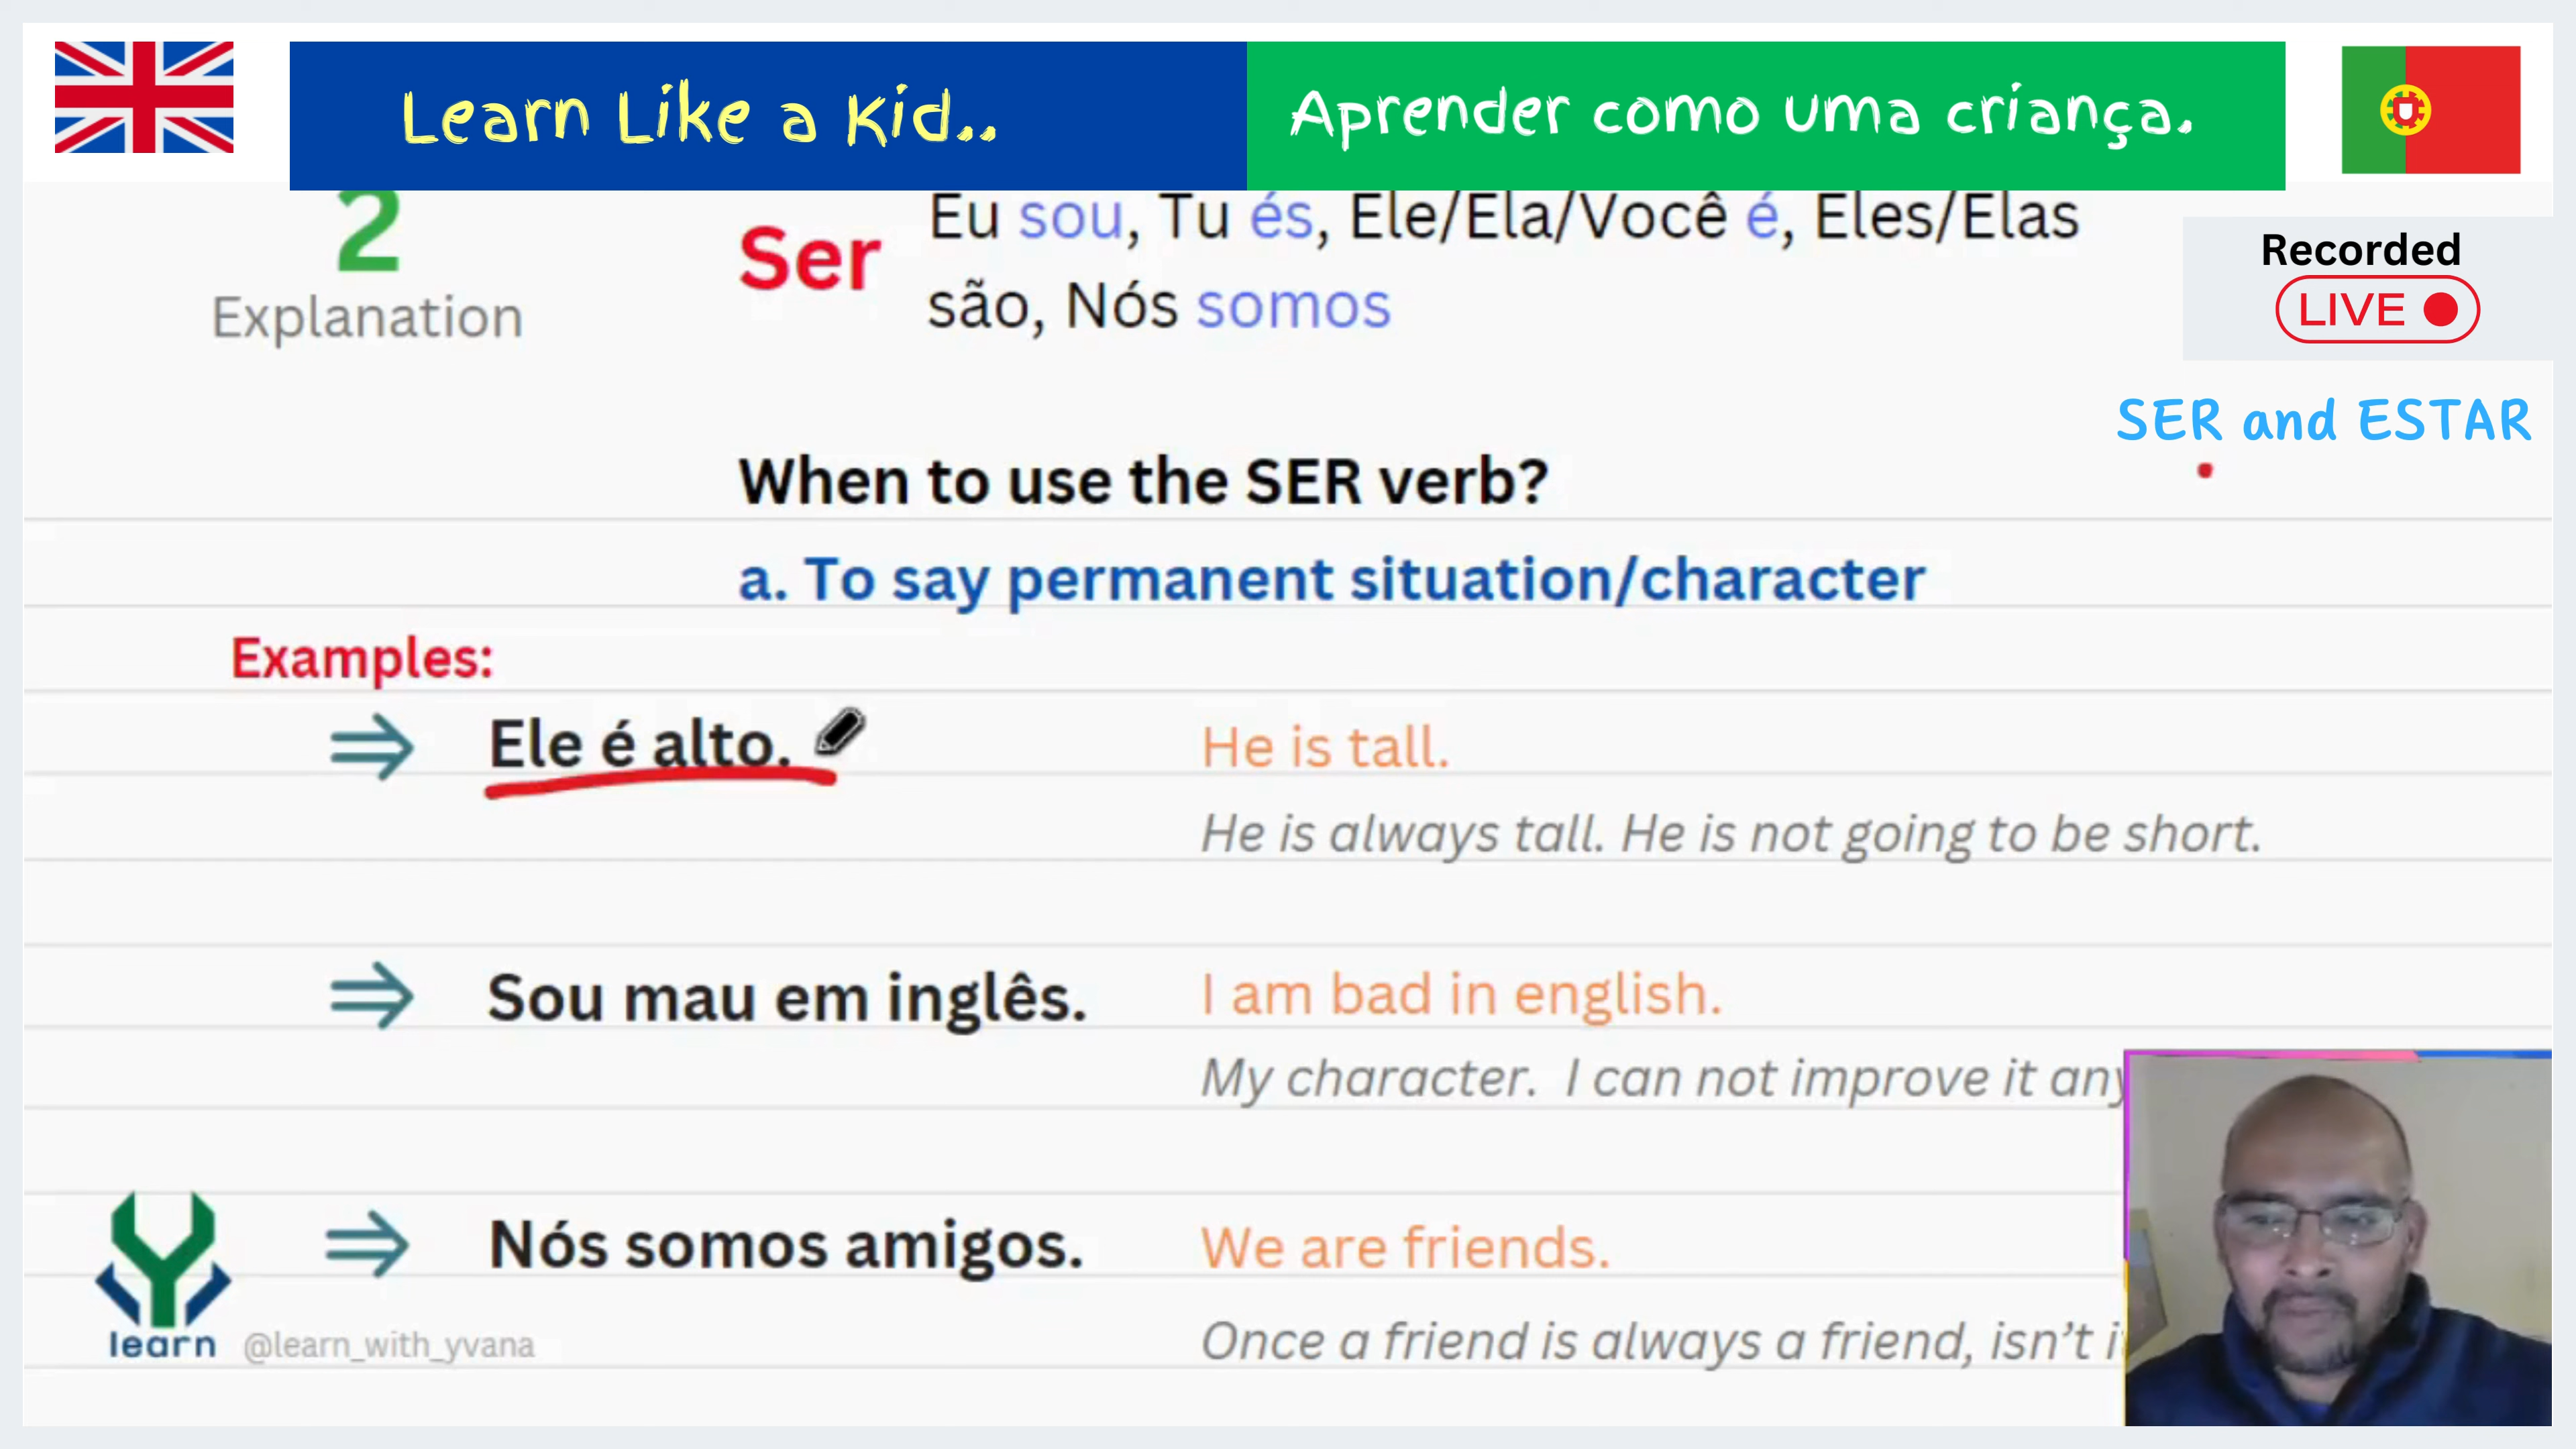 Learn Like a Kid..
Aprender como uma criança.
2
Explanation
Ser
Eu sou, Tu és, Ele/Ela/Você é, Eles/Elas
são, Nós somos
Recorded
LIVE
SER and ESTAR
When to use the SER verb?
a. To say permanent situation/character
Examples:
Ele é alto.
He is tall.
He is always tall. He is not going to be short.
Sou mau em inglês.
I am bad in english.
My character. I can not improve it
Nós somos amigos.
We are friends.
Once a friend is always a friend, isn't
learn
@learn_with_yvana